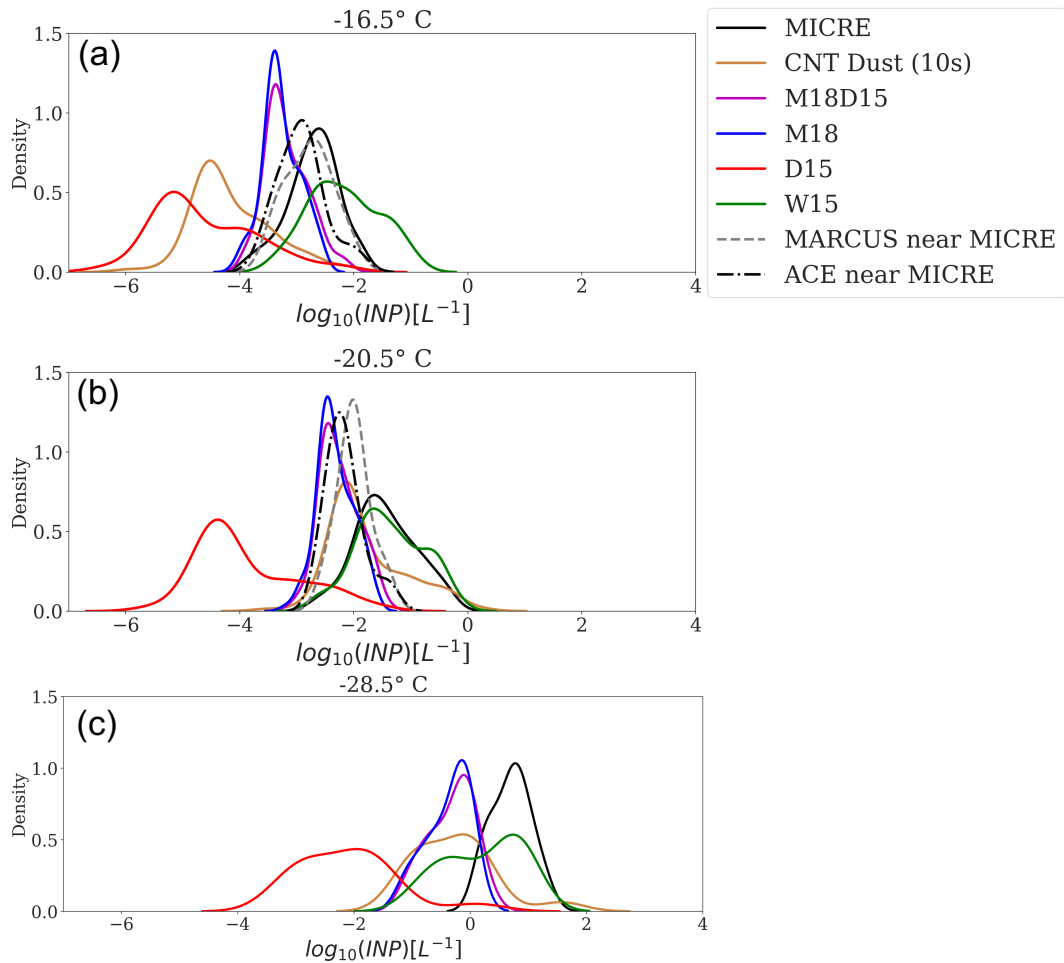 -16.5° C
(a)
1.5
1.0
0.5
0.0
Density
−6
−4
−2
0
2
4
log10(INP)[L−1]
MICRE
CNT Dust (10s)
M18D15
M18
D15
W15
MARCUS near MICRE
ACE near MICRE
-20.5° C
(b)
1.5
1.0
0.5
0.0
Density
−6
−4
−2
0
2
4
log10(INP)[L−1]
-28.5° C
(c)
1.5
1.0
0.5
0.0
Density
−6
−4
−2
0
2
4
log10(INP)[L−1]